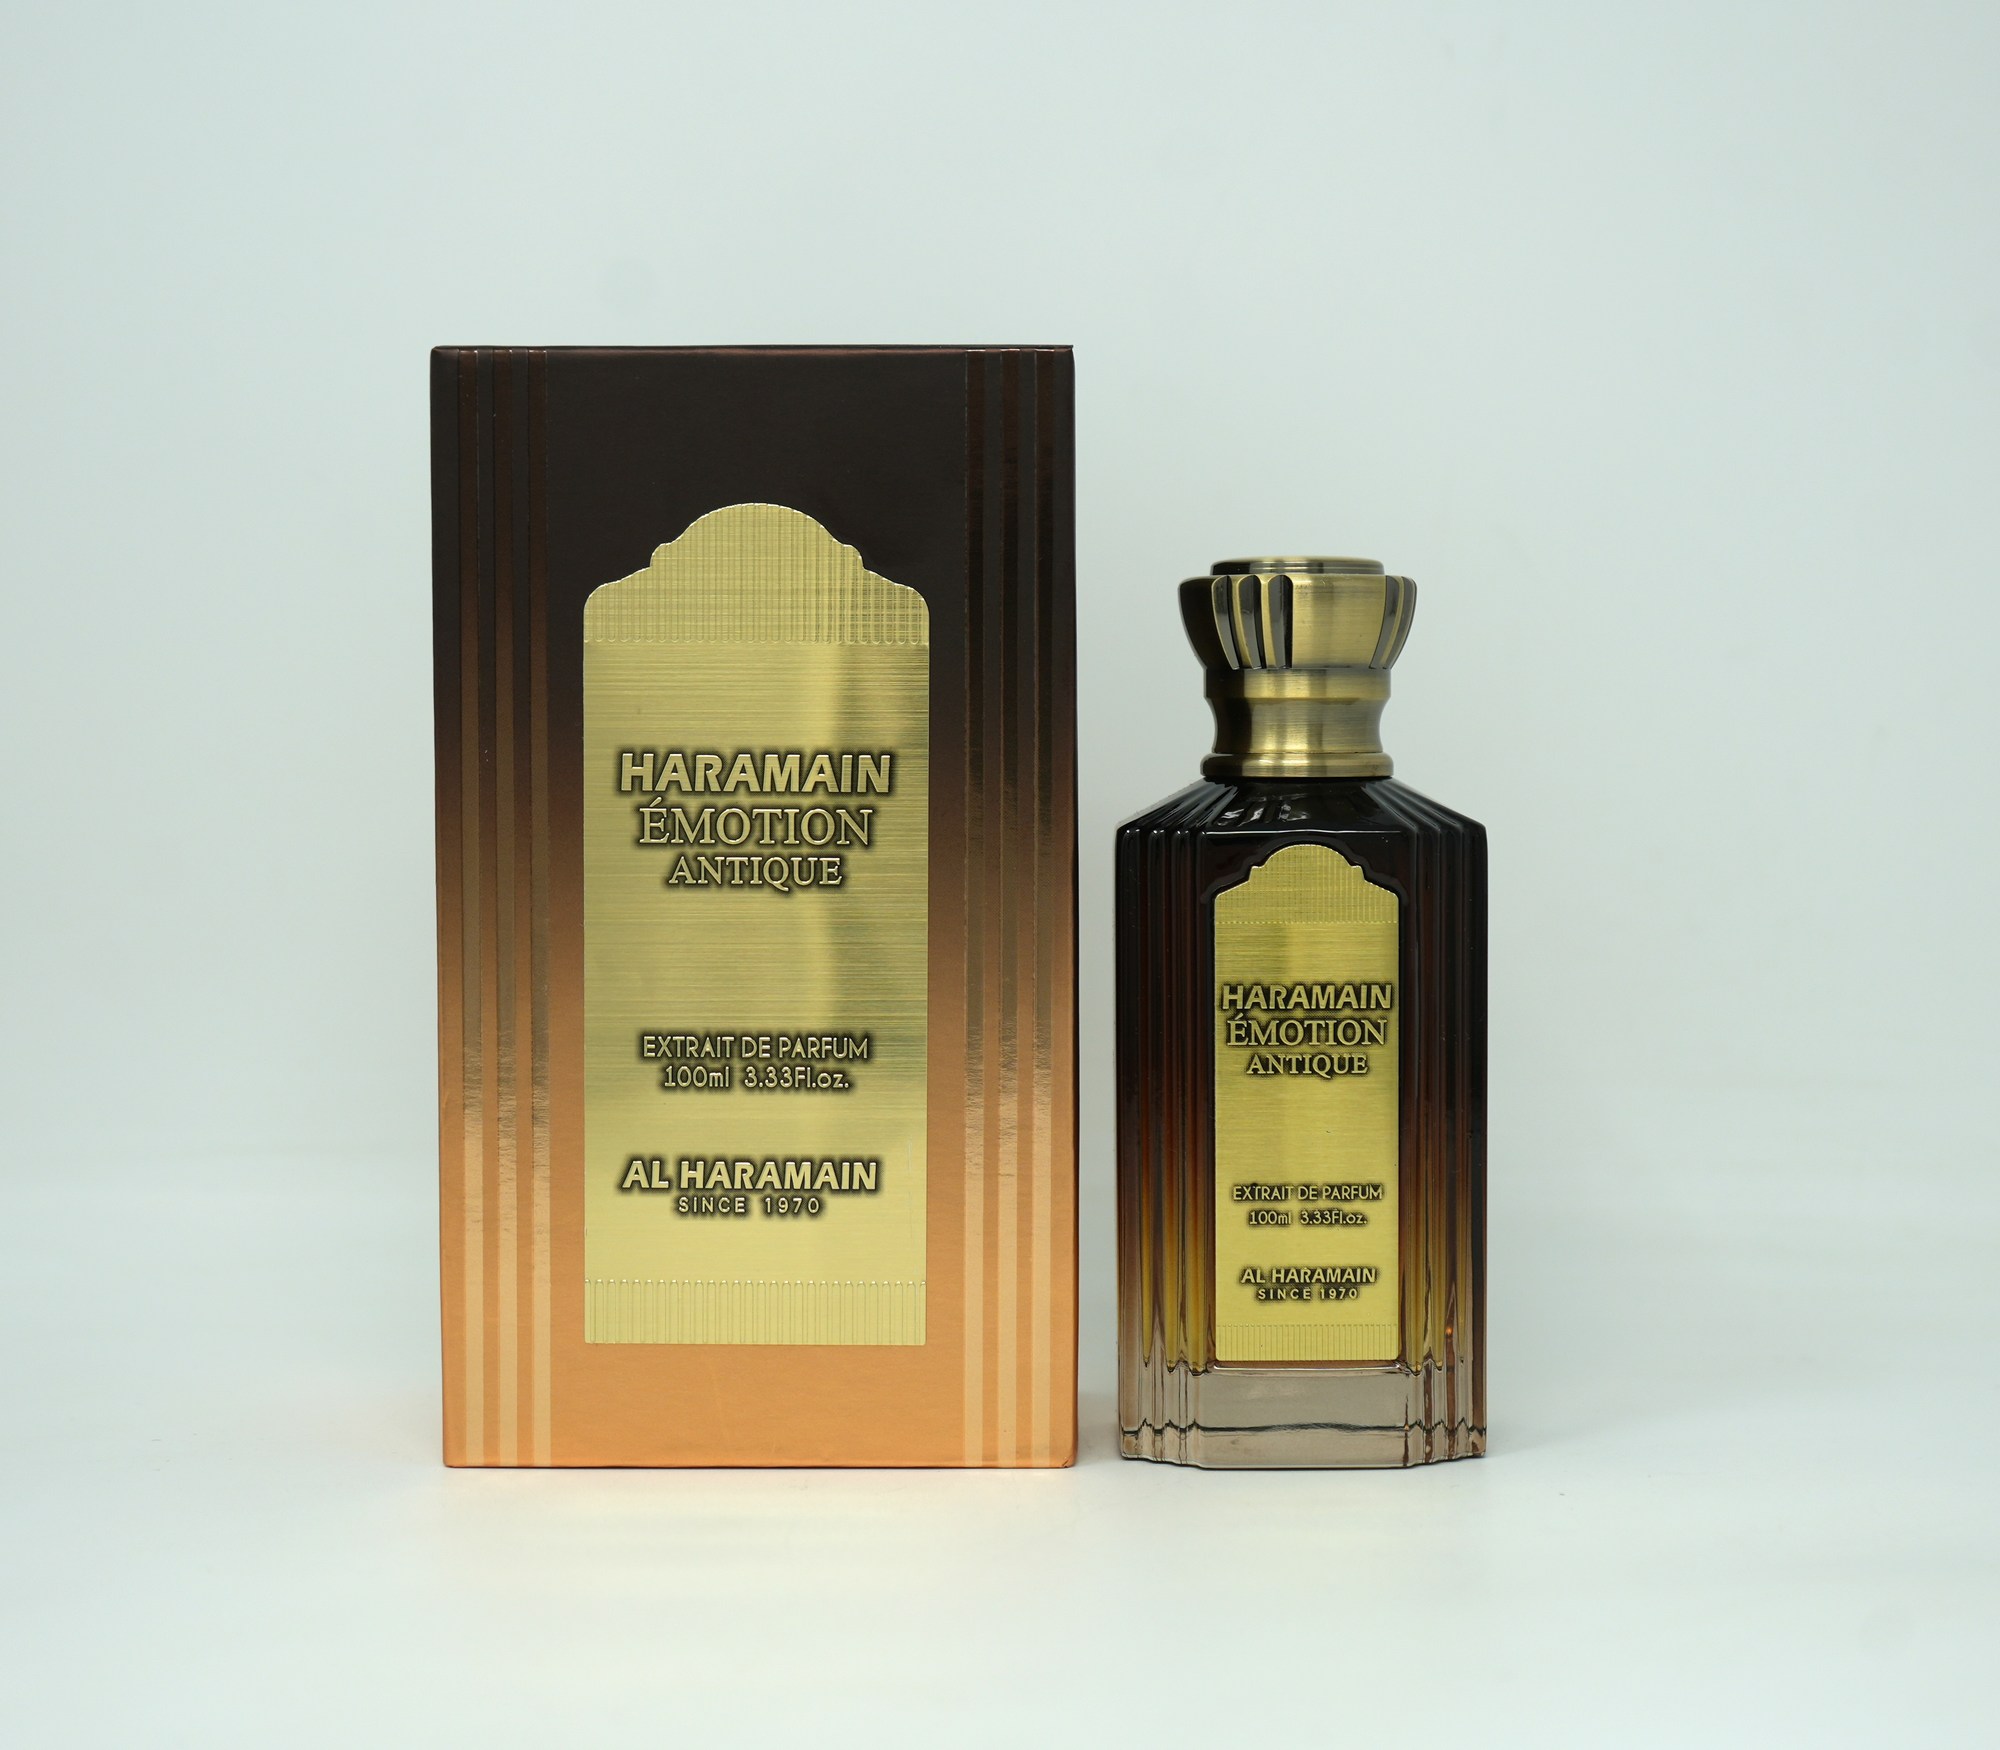 HARAMAIN
ÉMOTION
ANTIQUE
EXTRAIT DE PARFUM
100ml 3.33Fl.oz.
AL HARAMAIN
SINCE 1970
HARAMAIN
ÉMOTION
ANTIQUE
EXTRAIT DE PARFUM
100ml 3.33Fl.oz.
AL HARAMAIN
SINCE 1970